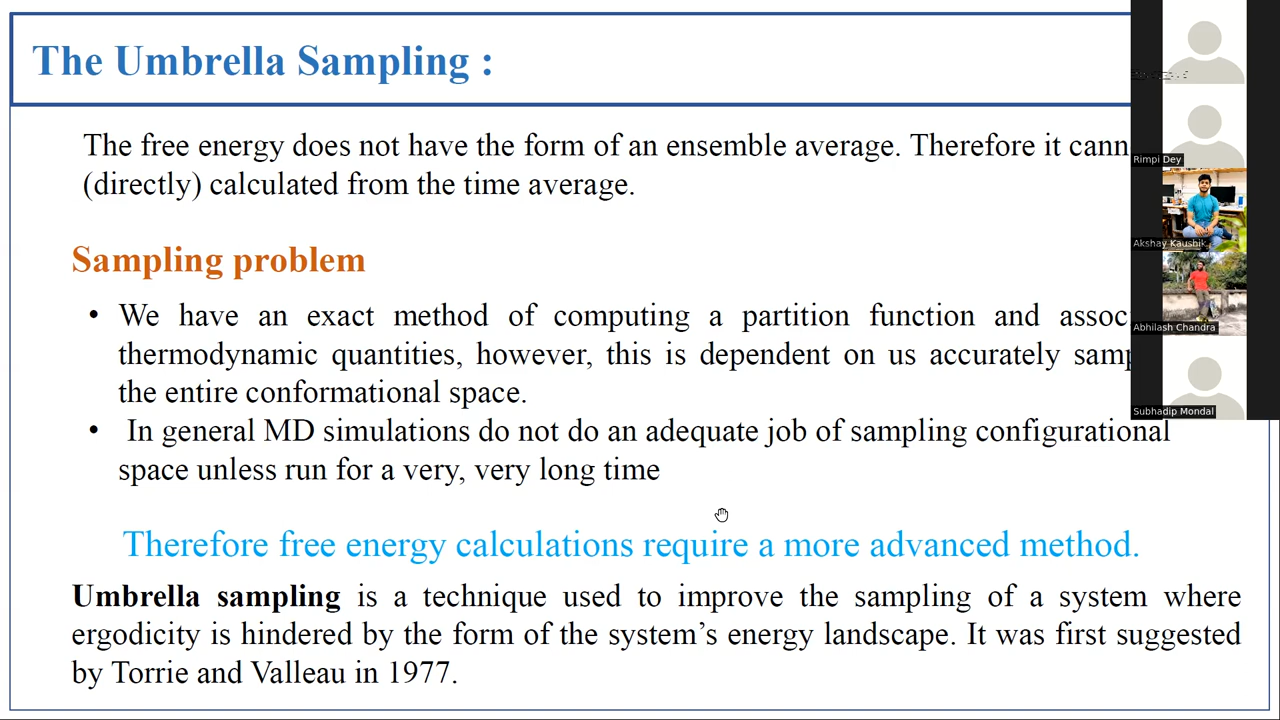 The Umbrella Sampling :
The free energy does not have the form of an ensemble average. Therefore it cann
(directly) calculated from the time average.
Sampling problem
• We have an exact method of computing a partition function and assoc
thermodynamic quantities, however, this is dependent on us accurately samp
the entire conformational space.
• In general MD simulations do not do an adequate job of sampling configurational
space unless run for a very, very long time
Therefore free energy calculations require a more advanced method.
Umbrella sampling is a technique used to improve the sampling of a system where
ergodicity is hindered by the form of the system’s energy landscape. It was first suggested
by Torrie and Valleau in 1977.
Rimpi Dey
Akshay Kaushik
Abhilash Chandra
Subhadip Mondal